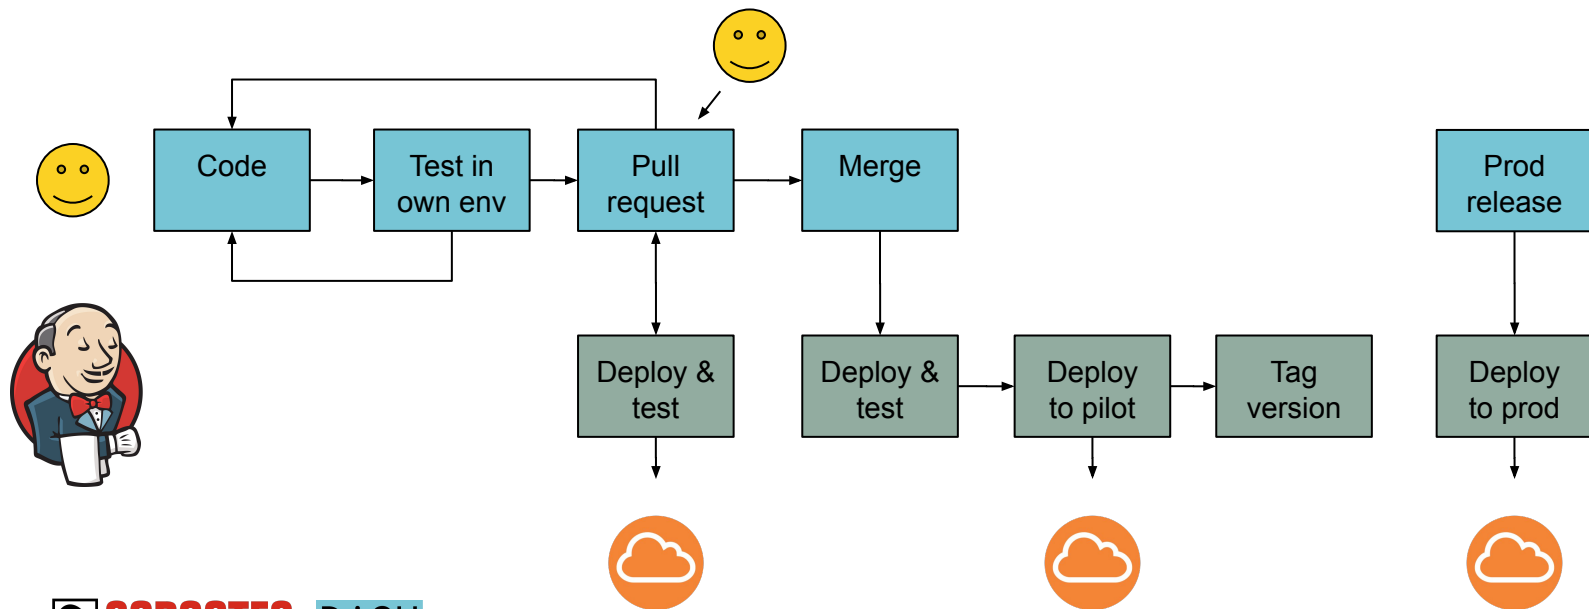 Code
Test in
own env
Pull
request
Merge
Prod
release
Deploy &
test
Deploy &
test
Deploy
to pilot
Tag
version
Deploy
to prod